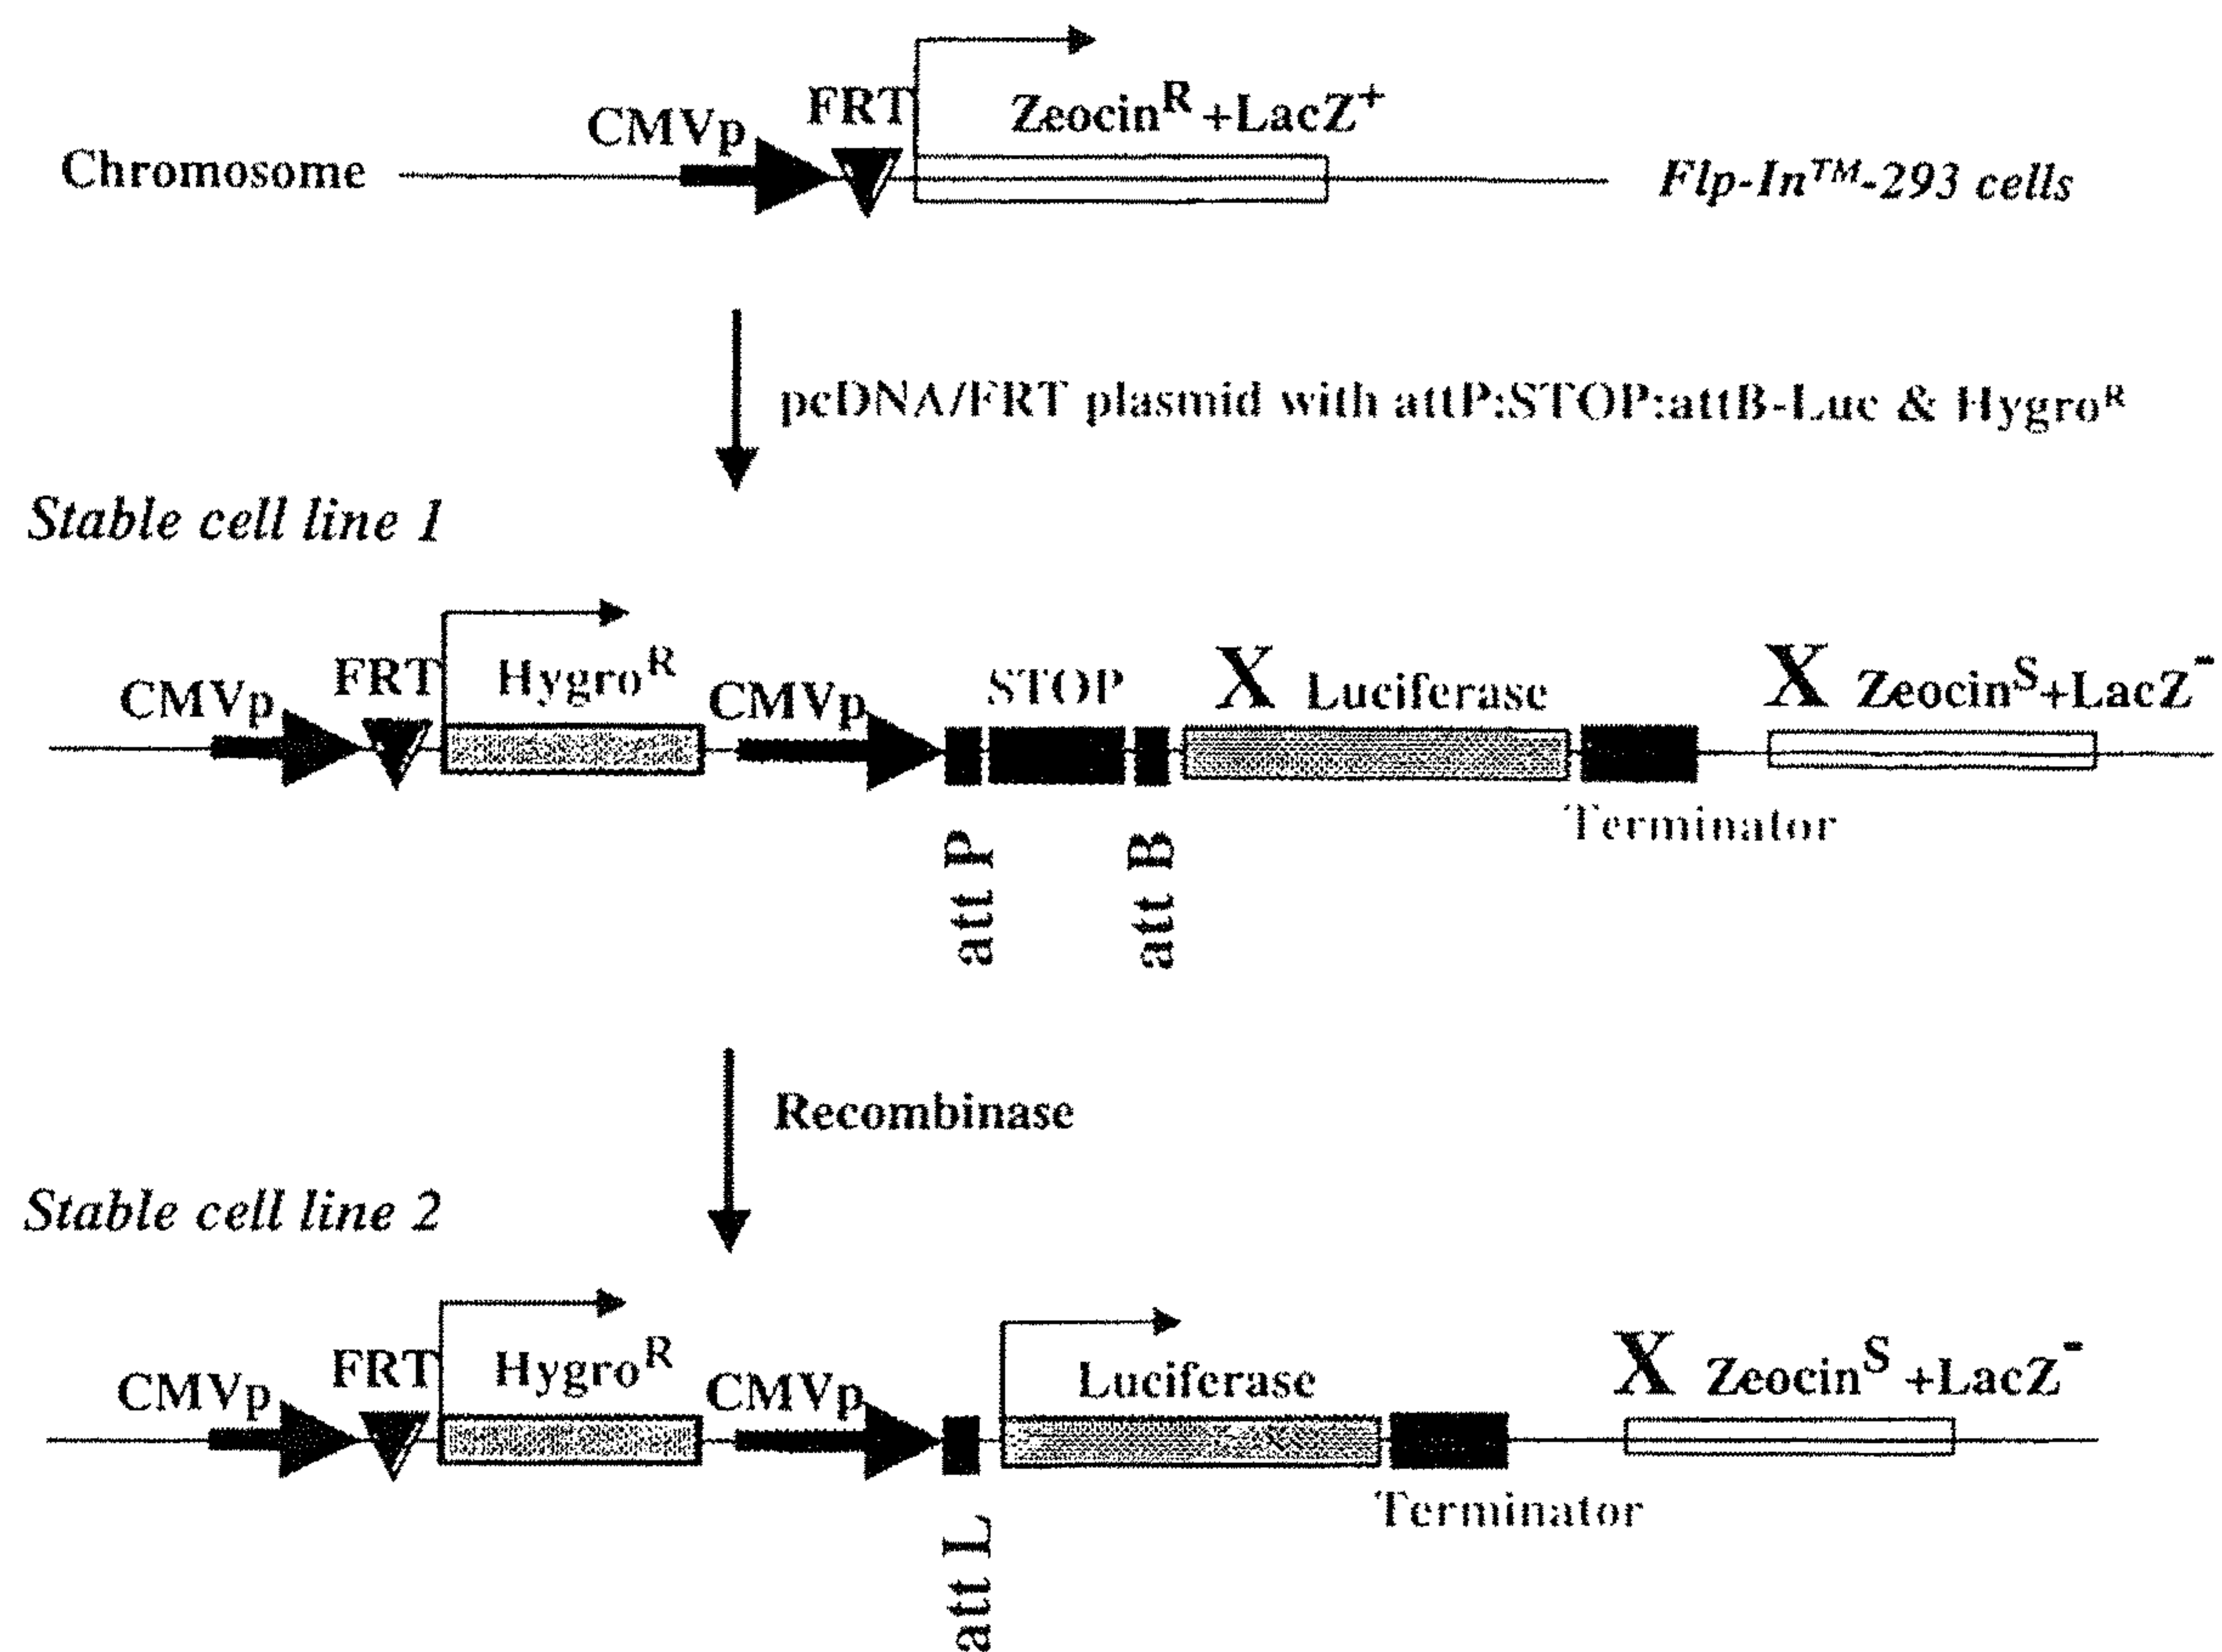 CMVp FRT Zeocin^R +LacZ^+
Chromosome Flp-In™-293 cells
pcDNA/FRT plasmid with attP:STOP:attB-Luc & Hygro^R
Stable cell line 1
CMVp FRT Hygro^R CMVp STOP X Luciferase X Zeocin^S+LacZ^-
Terminator
att P att B
Recombinase
Stable cell line 2
CMVp FRT Hygro^R CMVp Luciferase X Zeocin^S +LacZ^-
Terminator
att L